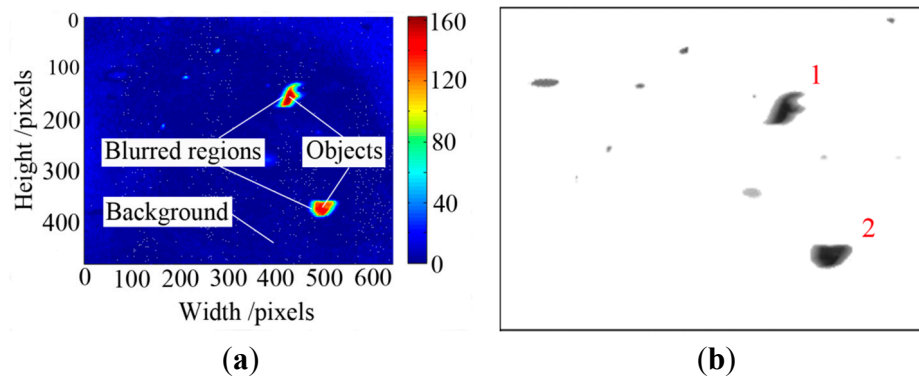 0
100
200
300
400
Height /pixels
Blurred regions
Objects
Background
0 100 200 300 400 500 600
Width /pixels
160
120
80
40
0
(a)
1
2
(b)